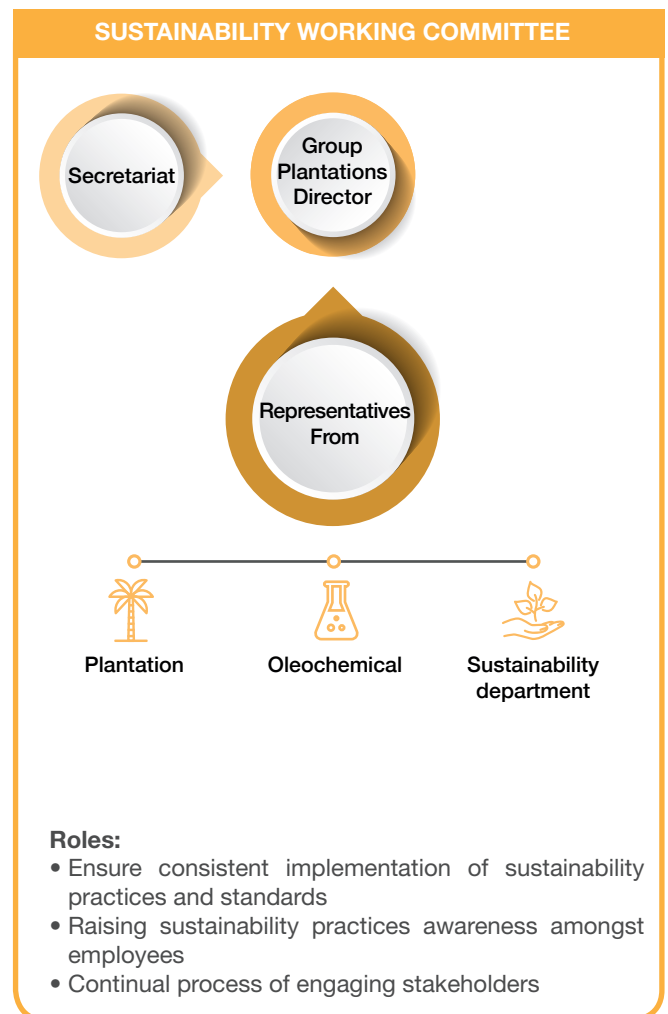 SUSTAINABILITY WORKING COMMITTEE
Secretariat
Group
Plantations
Director
Representatives
From
Plantation
Oleochemical
Sustainability
department
Roles:
• Ensure consistent implementation of sustainability
practices and standards
• Raising sustainability practices awareness amongst
employees
• Continual process of engaging stakeholders